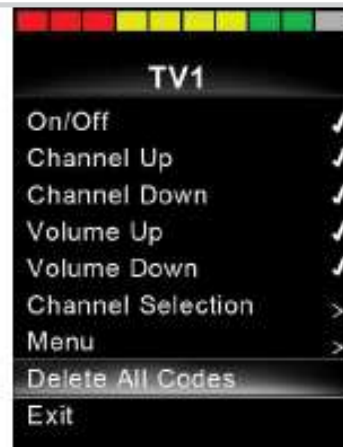 TV1
On/Off
Channel Up
Channel Down
Volume Up
Volume Down
Channel Selection >
Menu >
Delete All Codes
Exit